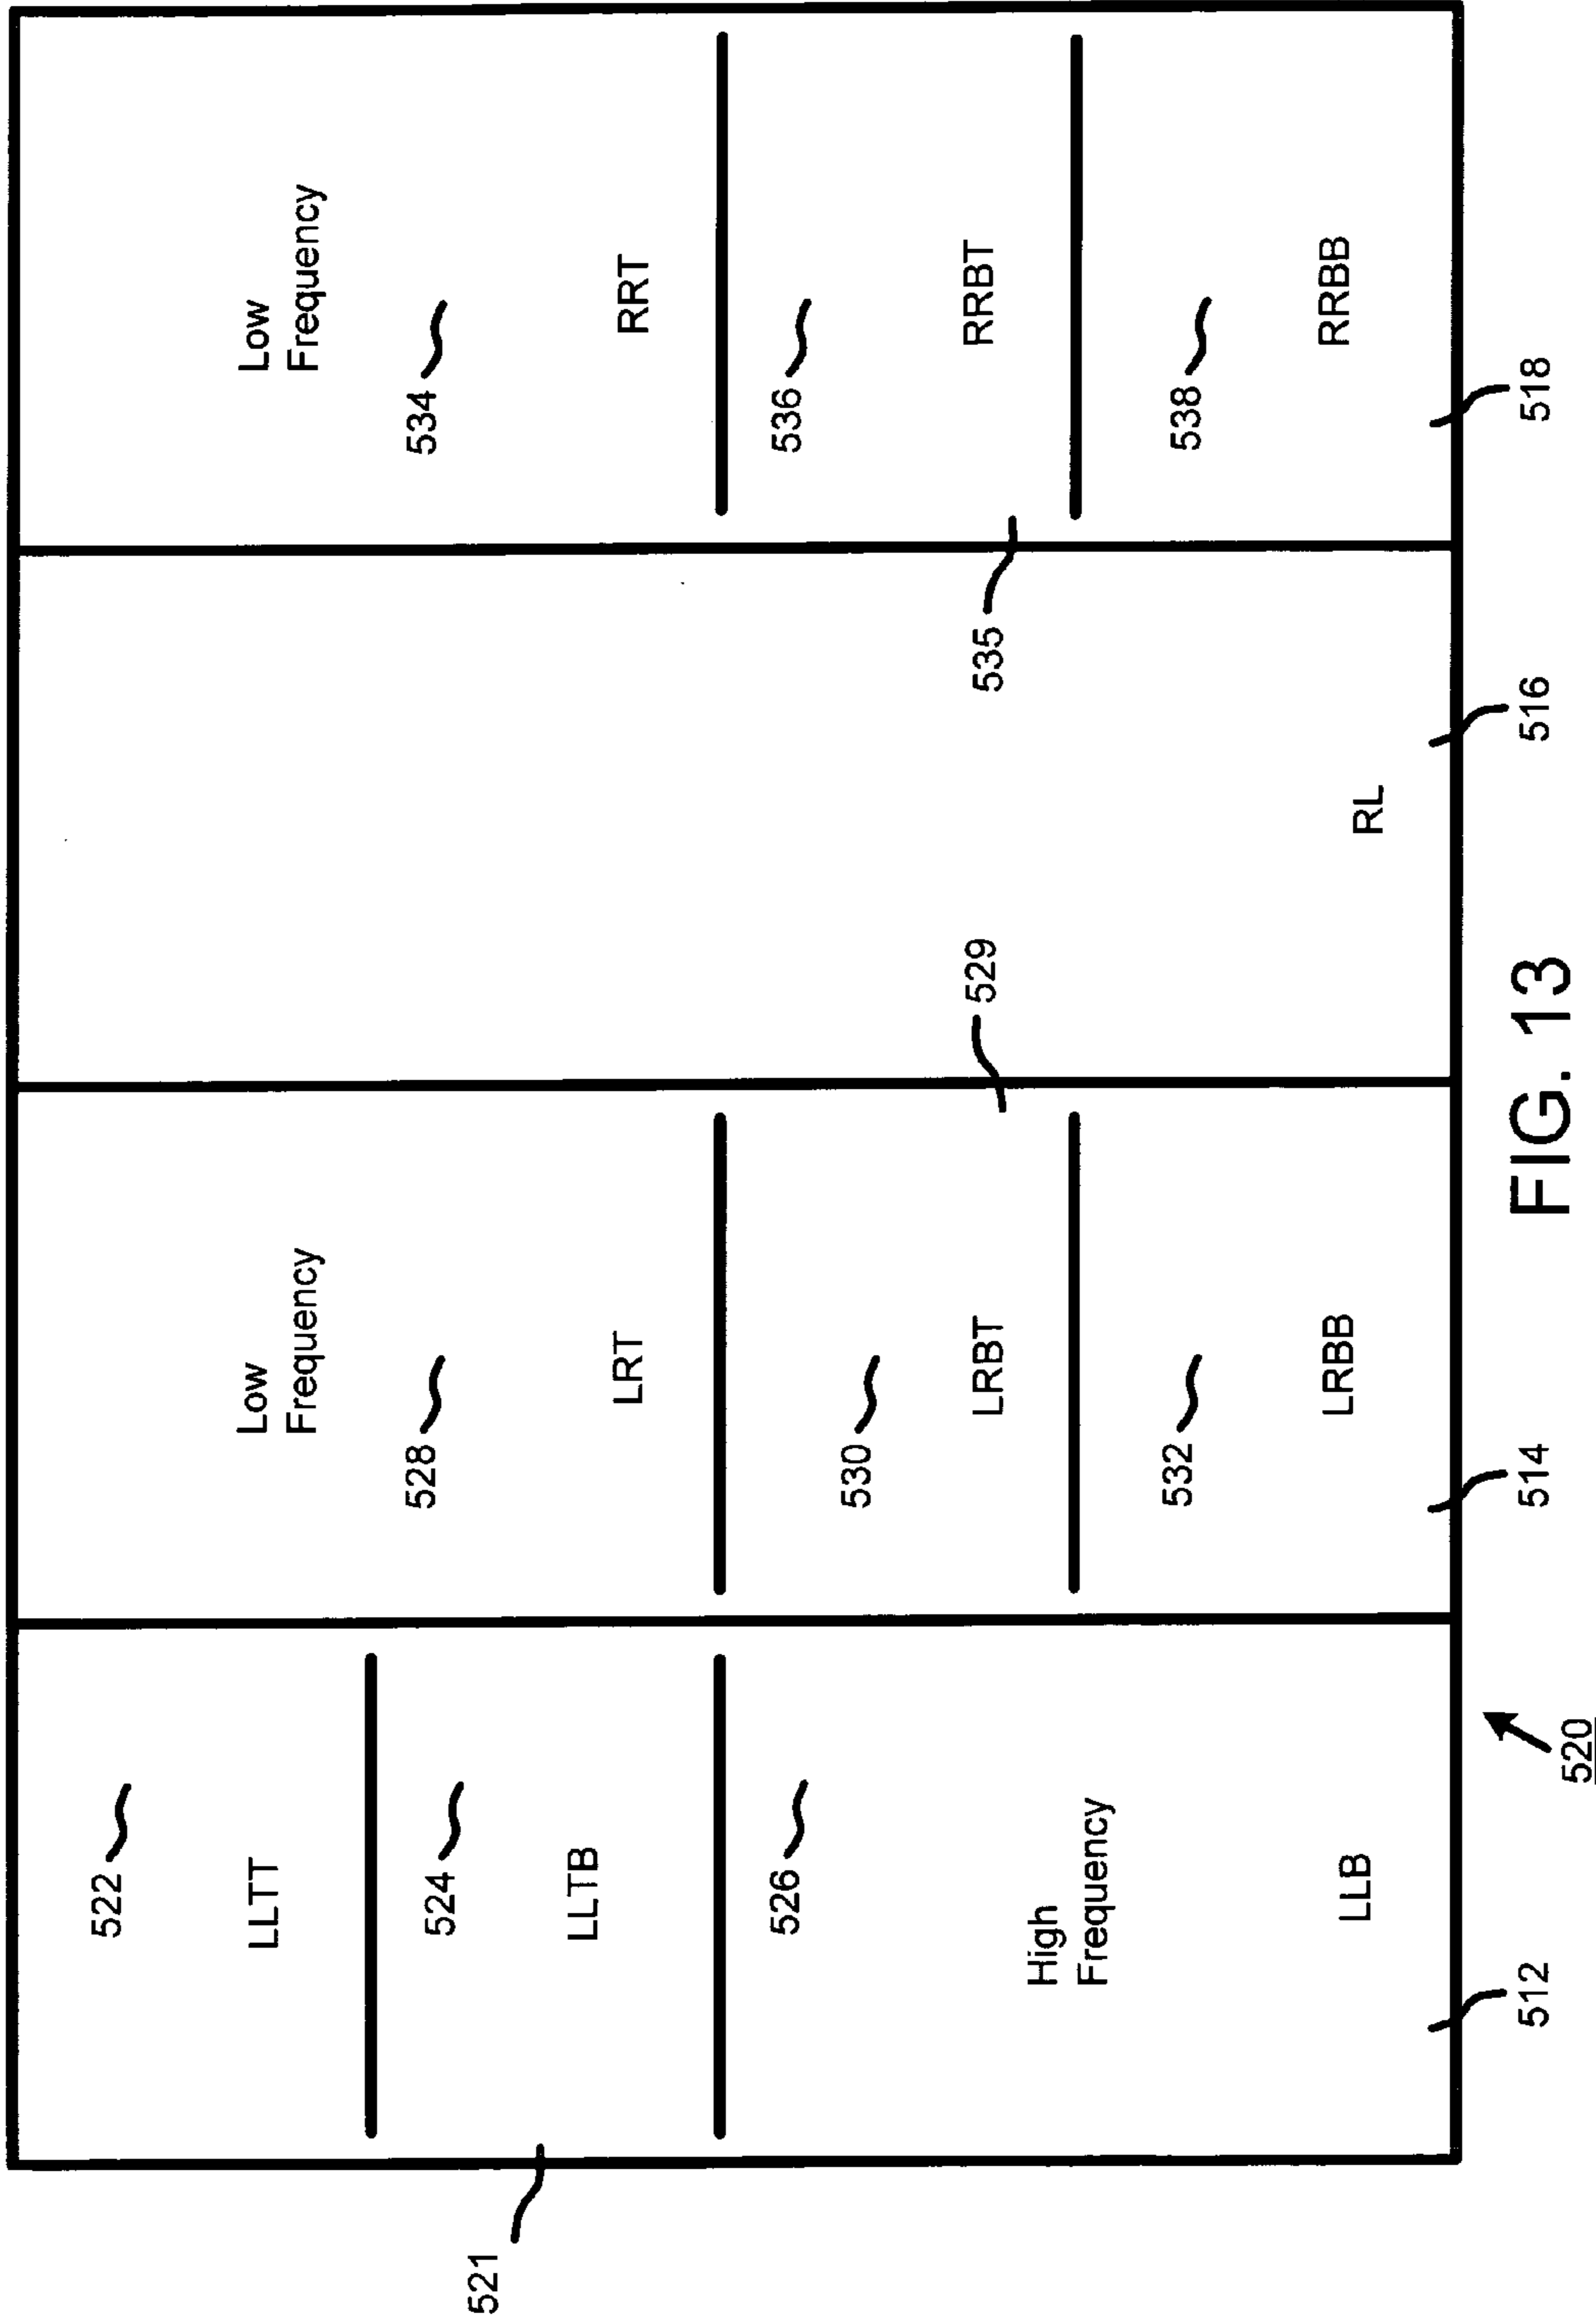 522
LLTT
524
LLTB
521
526
High
Frequency
LLB
Low
Frequency
528
LRT
530
LRBT
529
532
LRBB
RL
Low
Frequency
534
RRT
536
RRBT
535
538
RRBB
512
514
516
518
520
FIG. 13